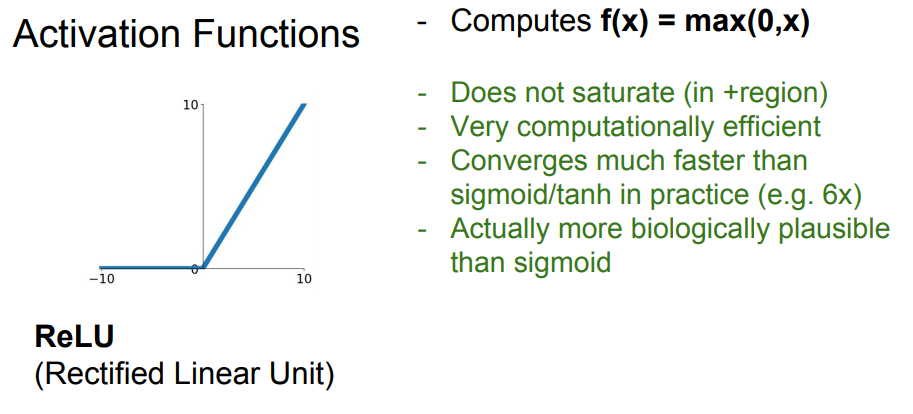 Activation Functions
10
0
−10
10
ReLU
(Rectified Linear Unit)
- Computes f(x) = max(0,x)
- Does not saturate (in +region)
- Very computationally efficient
- Converges much faster than
sigmoid/tanh in practice (e.g. 6x)
- Actually more biologically plausible
than sigmoid